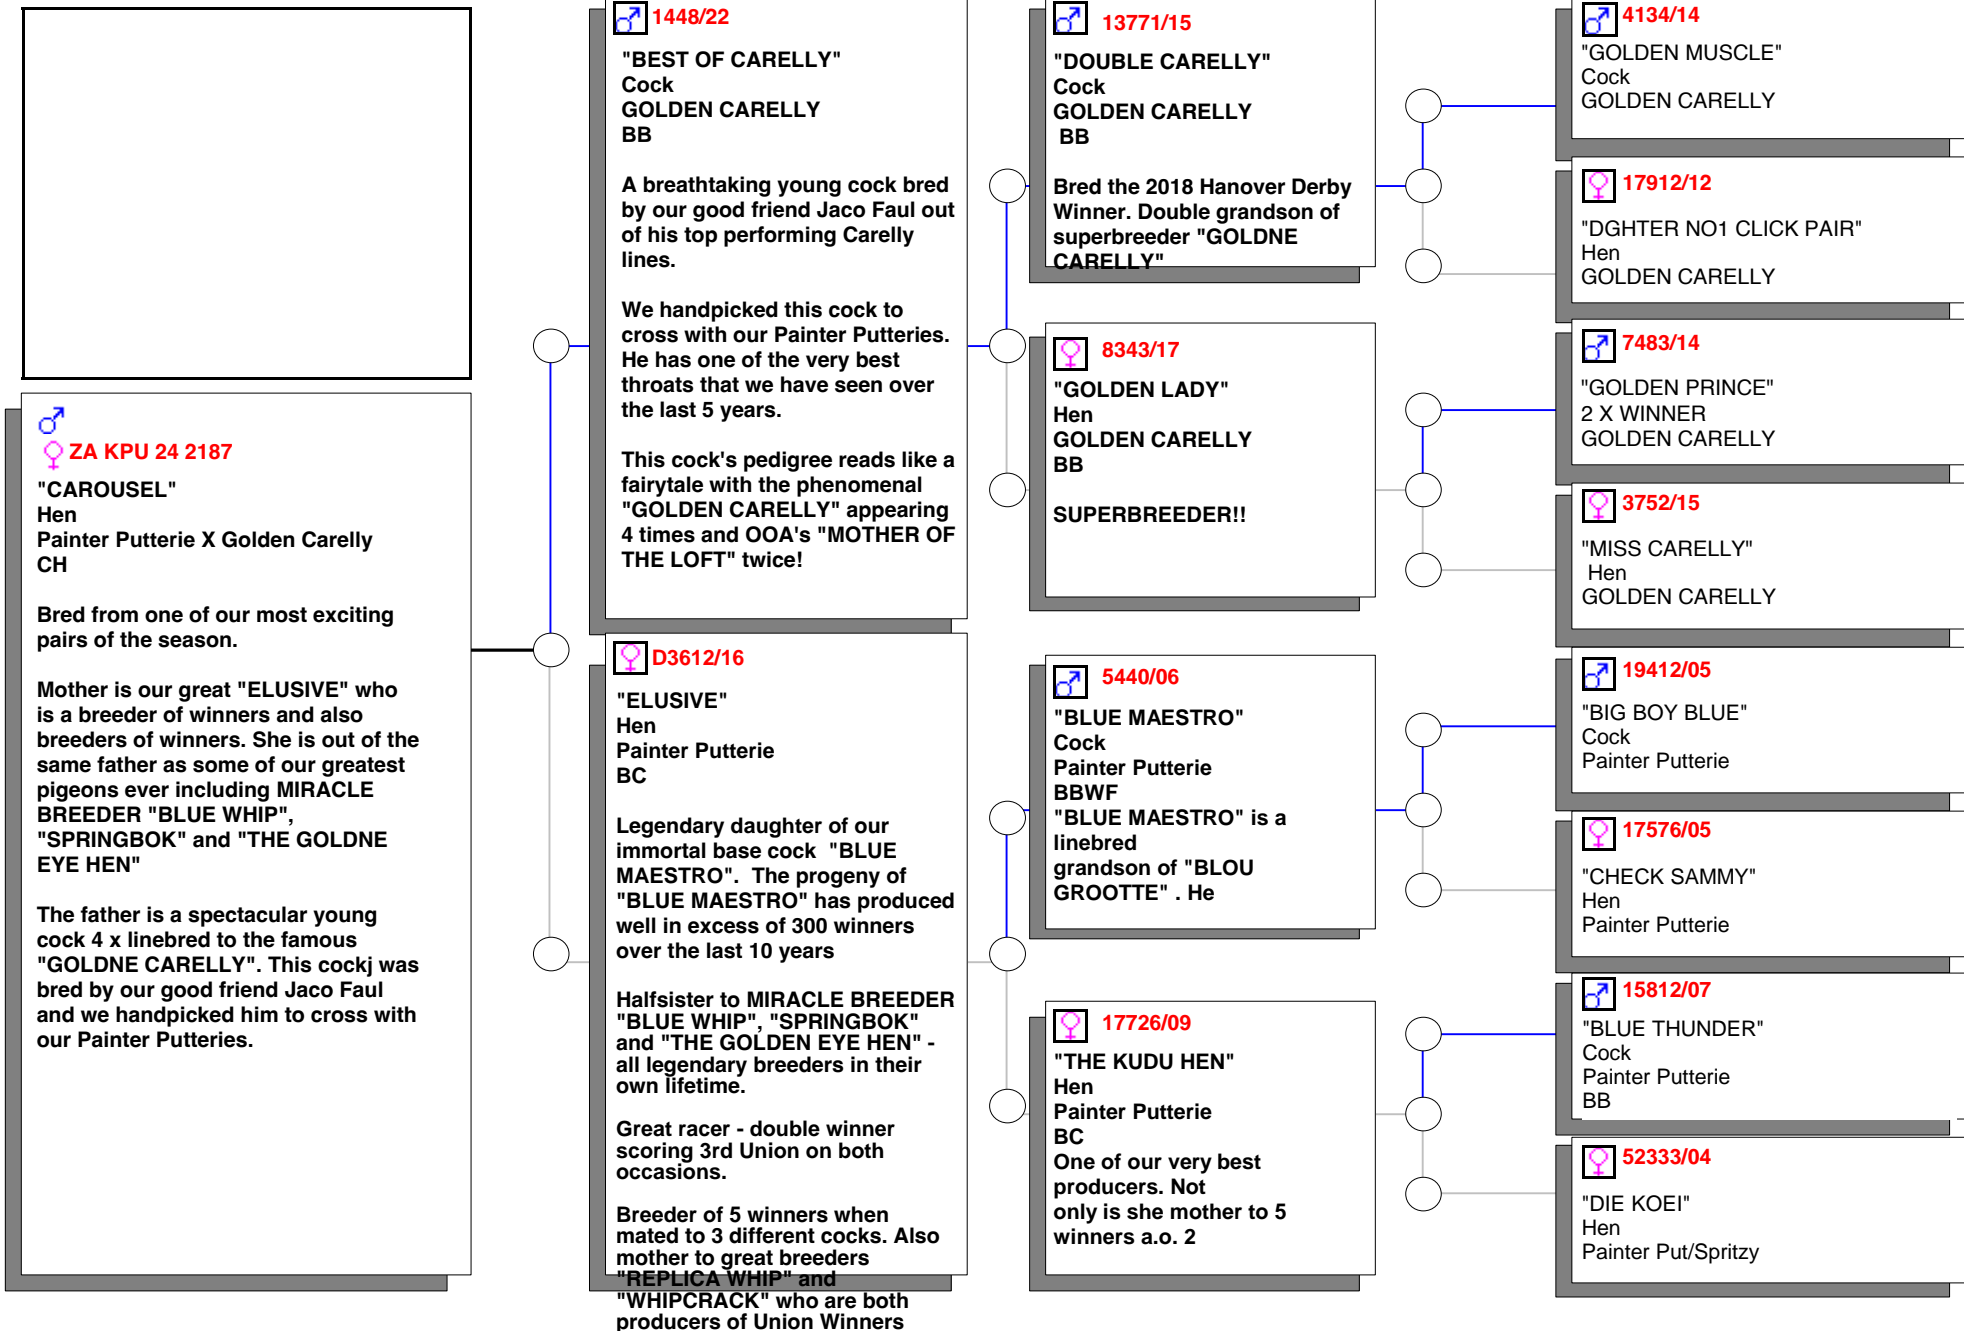 ZA KPU 24 2187
"CAROUSEL"
Hen
Painter Putterie X Golden Carelly
CH
Bred from one of our most exciting
pairs of the season.
Mother is our great "ELUSIVE" who
is a breeder of winners and also
breeders of winners. She is out of the
same father as some of our greatest
pigeons ever including MIRACLE
BREEDER "BLUE WHIP",
"SPRINGBOK" and "THE GOLDNE
EYE HEN"
The father is a spectacular young
cock 4 x linebred to the famous
"GOLDNE CARELLY". This cockj was
bred by our good friend Jaco Faul
and we handpicked him to cross with
our Painter Putteries.
1448/22
"BEST OF CARELLY"
Cock
GOLDEN CARELLY
BB
A breathtaking young cock bred
by our good friend Jaco Faul out
of his top performing Carelly
lines.
We handpicked this cock to
cross with our Painter Putteries.
He has one of the very best
throats that we have seen over
the last 5 years.
This cock's pedigree reads like a
fairytale with the phenomenal
"GOLDEN CARELLY" appearing
4 times and OOA's "MOTHER OF
THE LOFT" twice!
D3612/16
"ELUSIVE"
Hen
Painter Putterie
BC
Legendary daughter of our
immortal base cock "BLUE
MAESTRO". The progeny of
"BLUE MAESTRO" has produced
well in excess of 300 winners
over the last 10 years
Halfsister to MIRACLE BREEDER
"BLUE WHIP", "SPRINGBOK"
and "THE GOLDEN EYE HEN" -
all legendary breeders in their
own lifetime.
Great racer - double winner
scoring 3rd Union on both
occasions.
Breeder of 5 winners when
mated to 3 different cocks. Also
mother to great breeders
"REPLICA WHIP" and
"WHIPCRACK" who are both
producers of Union Winners
13771/15
"DOUBLE CARELLY"
Cock
GOLDEN CARELLY
BB
Bred the 2018 Hanover Derby
Winner. Double grandson of
superbreeder "GOLDNE
CARELLY"
8343/17
"GOLDEN LADY"
Hen
GOLDEN CARELLY
BB
SUPERBREEDER!!
5440/06
"BLUE MAESTRO"
Cock
Painter Putterie
BBWF
"BLUE MAESTRO" is a
linebred
grandson of "BLOU
GROOTTE" . He
17726/09
"THE KUDU HEN"
Hen
Painter Putterie
BC
One of our very best
producers. Not
only is she mother to 5
winners a.o. 2
4134/14
"GOLDEN MUSCLE"
Cock
GOLDEN CARELLY
17912/12
"DGHTER NO1 CLICK PAIR"
Hen
GOLDEN CARELLY
7483/14
"GOLDEN PRINCE"
2 X WINNER
GOLDEN CARELLY
3752/15
"MISS CARELLY"
Hen
GOLDEN CARELLY
19412/05
"BIG BOY BLUE"
Cock
Painter Putterie
17576/05
"CHECK SAMMY"
Hen
Painter Putterie
15812/07
"BLUE THUNDER"
Cock
Painter Putterie
BB
52333/04
"DIE KOEI"
Hen
Painter Put/Spritzy